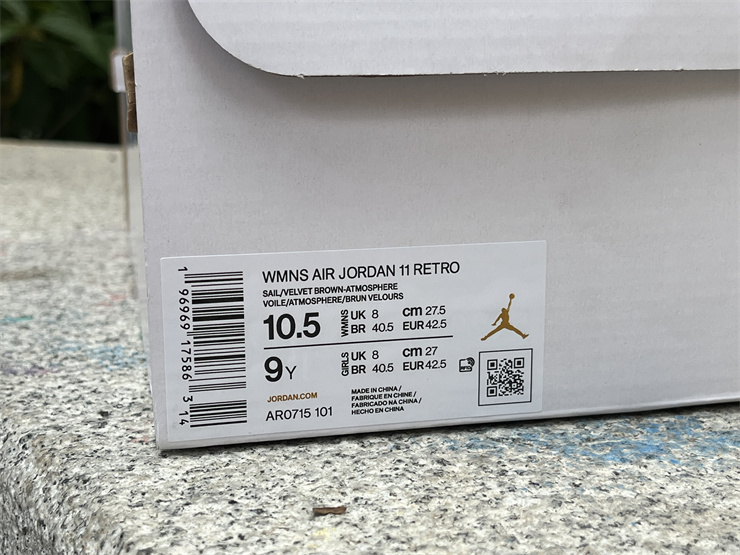 WMNS AIR JORDAN 11 RETRO
SAIL/VELVET BROWN-ATMOSPHERE
VOILE/ATMOSPHERE/BRUN VELOURS
10.5 WMNS UK 8 cm 27.5
BR 40.5 EUR 42.5
9Y GIRLS UK 8 cm 27
BR 40.5 EUR 42.5
JORDAN.COM
AR0715 101
MADE IN CHINA /
FABRIQUE EN CHINE /
FABRICADO NA CHINA /
HECHO EN CHINA
1 96969 17586 3 14